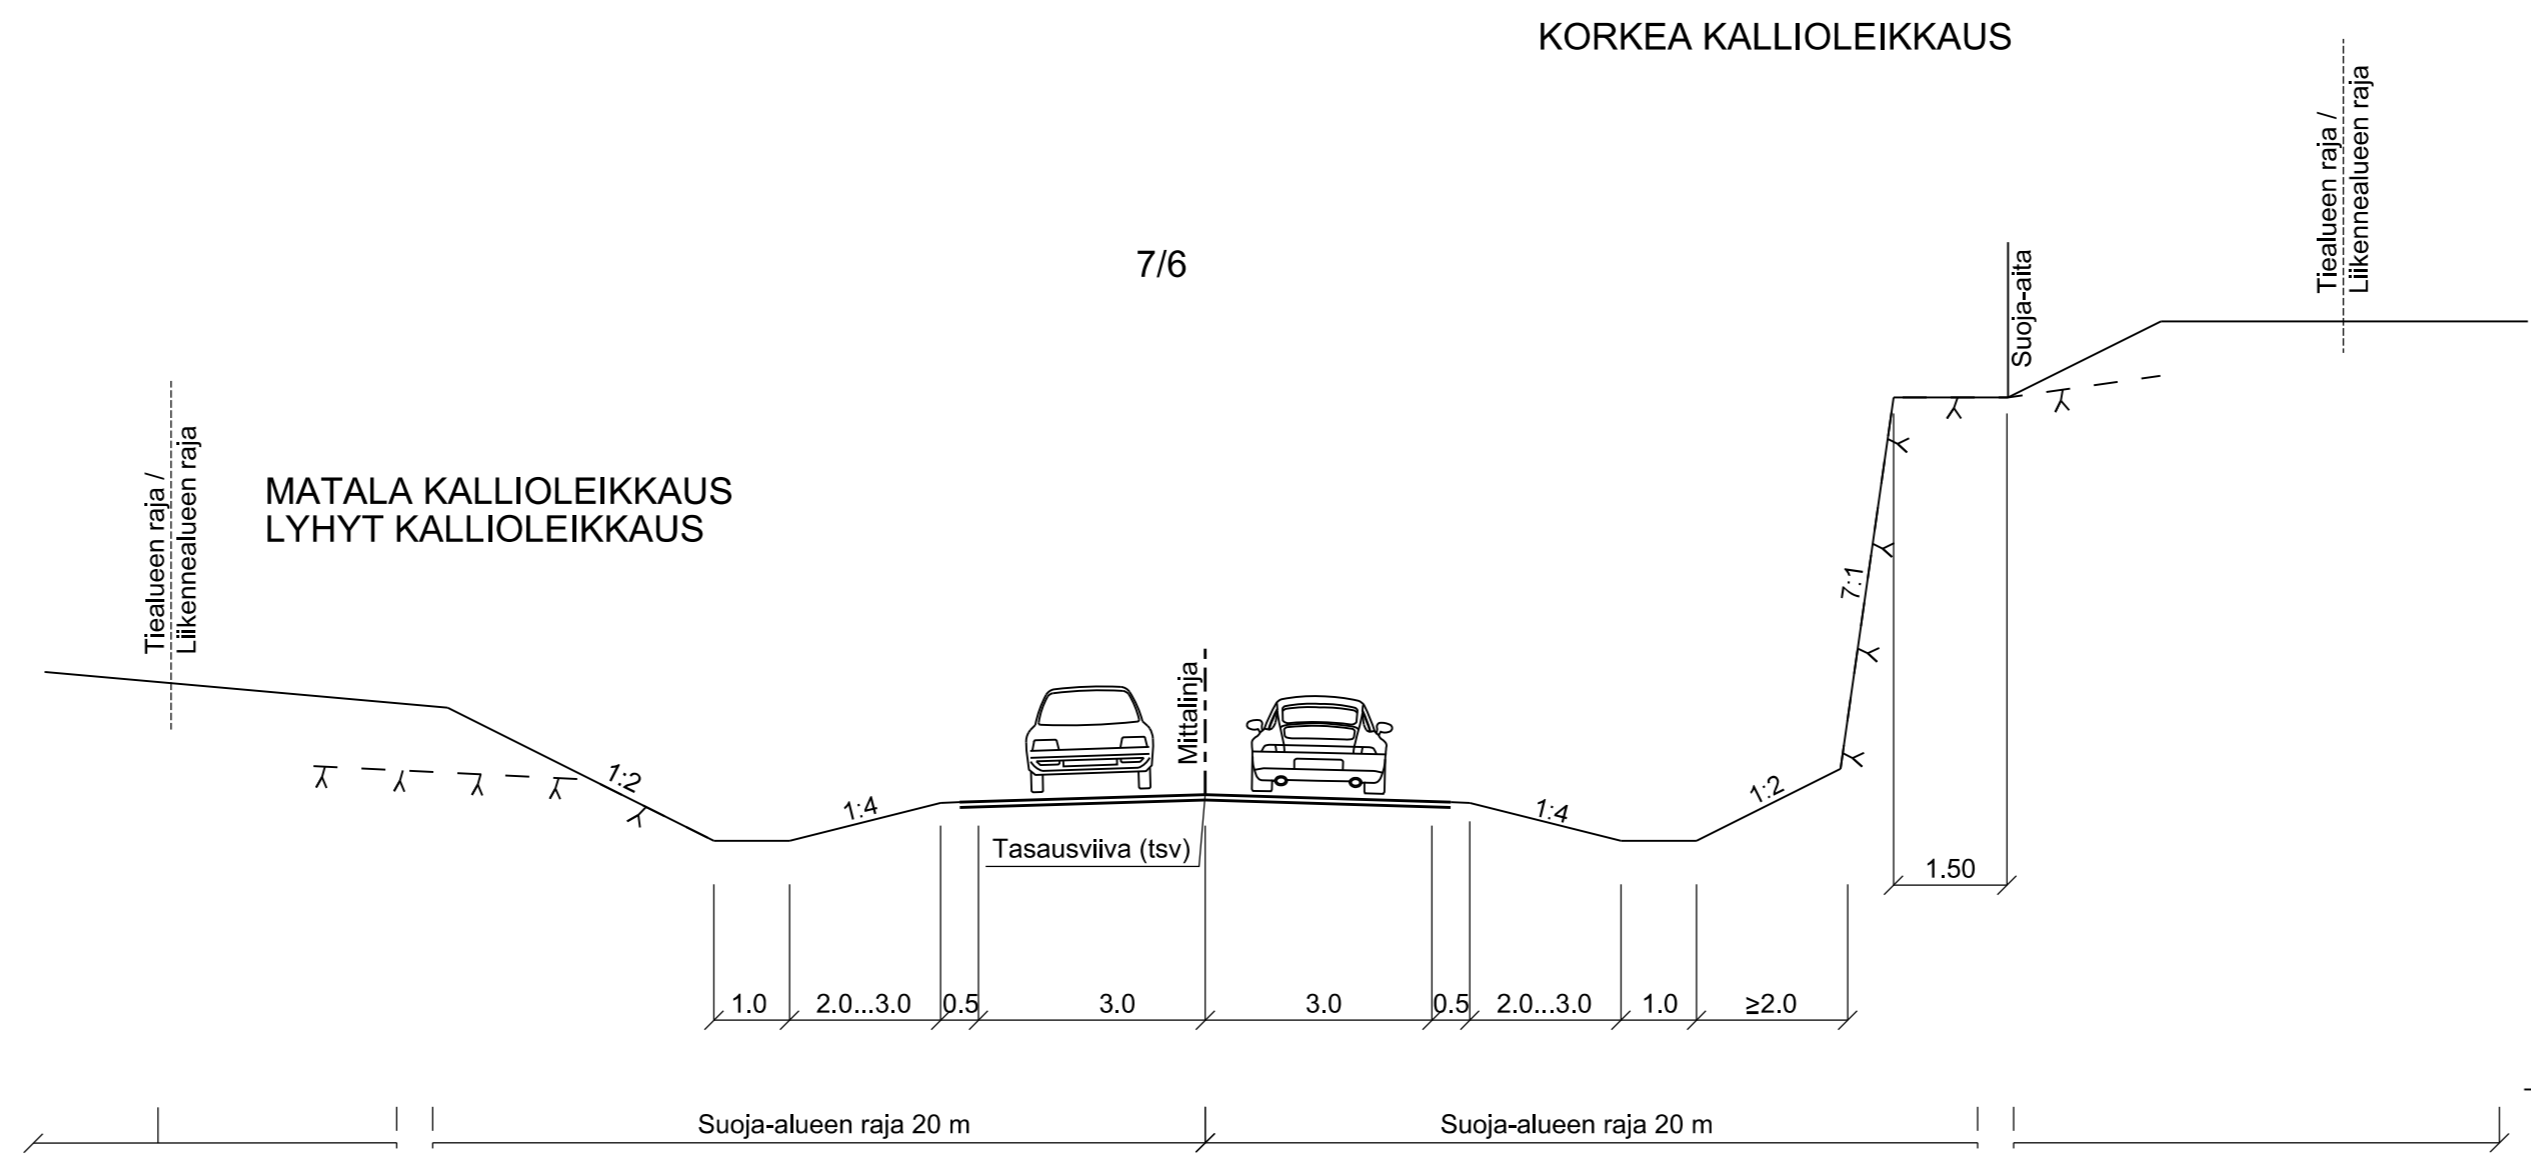 KORKEA KALLIOLEIKKAUS
Tiealueen raja /
Liikennealueen raja
7/6
Suoja-aita
Tiealueen raja /
Liikennealueen raja
MATALA KALLIOLEIKKAUS
LYHYT KALLIOLEIKKAUS
7:1
Mittalinja
1:2
1:4
1:4
1:2
Tasausviiva (tsv)
1.50
1.0 2.0...3.0 0.5 3.0 3.0 0.5 2.0...3.0 1.0 ≥2.0
Suoja-alueen raja 20 m Suoja-alueen raja 20 m